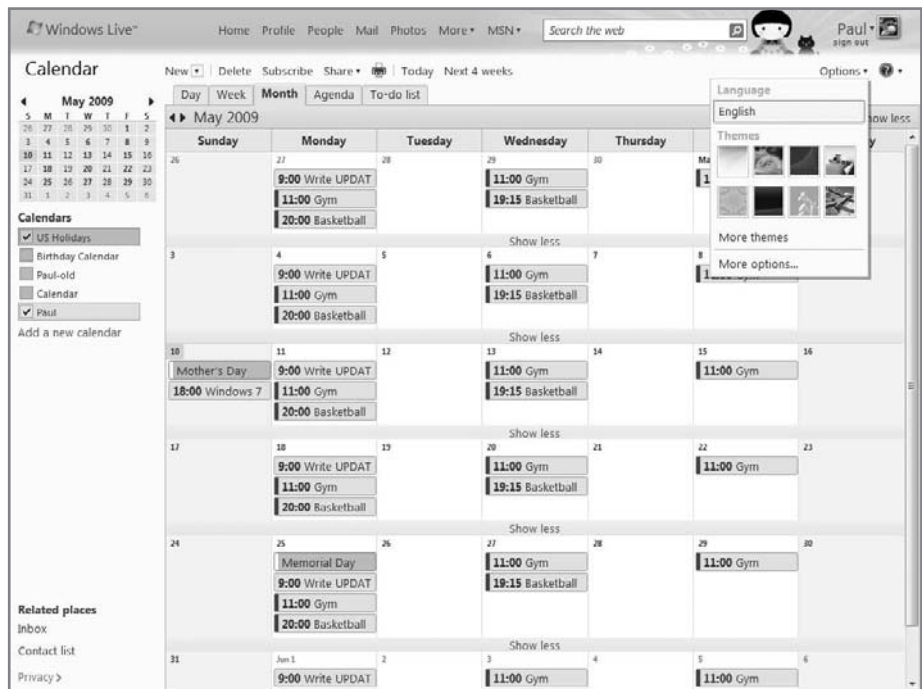 Windows Live™
Home Profile People Mail Photos More MSN Search the web Paul
sign out
Calendar
New Delete Subscribe Share Today Next 4 weeks Options
Day Week Month Agenda To-do list
May 2009
S M T W T F S
26 27 28 29 30 1 2
3 4 5 6 7 8 9
10 11 12 13 14 15 16
17 18 19 20 21 22 23
24 25 26 27 28 29 30
31 1 2 3 4 5 6
Calendars
US Holidays
Birthday Calendar
Paul-old
Calendar
Paul
Add a new calendar
Related places
Inbox
Contact list
Privacy
May 2009
how less
Language
English
Themes
More themes
More options...
Sunday Monday Tuesday Wednesday Thursday y
26 27 28 29 30 Ma
9:00 Write UPDAT 11:00 Gym 1
11:00 Gym 19:15 Basketball
20:00 Basketball
Show less
3 4 5 6 7 8
9:00 Write UPDAT 11:00 Gym
11:00 Gym 19:15 Basketball
20:00 Basketball
Show less
10 11 12 13 14 15 16
Mother's Day 9:00 Write UPDAT 11:00 Gym 11:00 Gym
18:00 Windows 7 11:00 Gym 19:15 Basketball
20:00 Basketball
Show less
17 18 19 20 21 22 23
9:00 Write UPDAT 11:00 Gym 11:00 Gym
11:00 Gym 19:15 Basketball
20:00 Basketball
Show less
24 25 26 27 28 29 30
Memorial Day 11:00 Gym 11:00 Gym
9:00 Write UPDAT 19:15 Basketball
11:00 Gym
20:00 Basketball
Show less
31 Jun 1 2 3 4 5 6
9:00 Write UPDAT 11:00 Gym 11:00 Gym